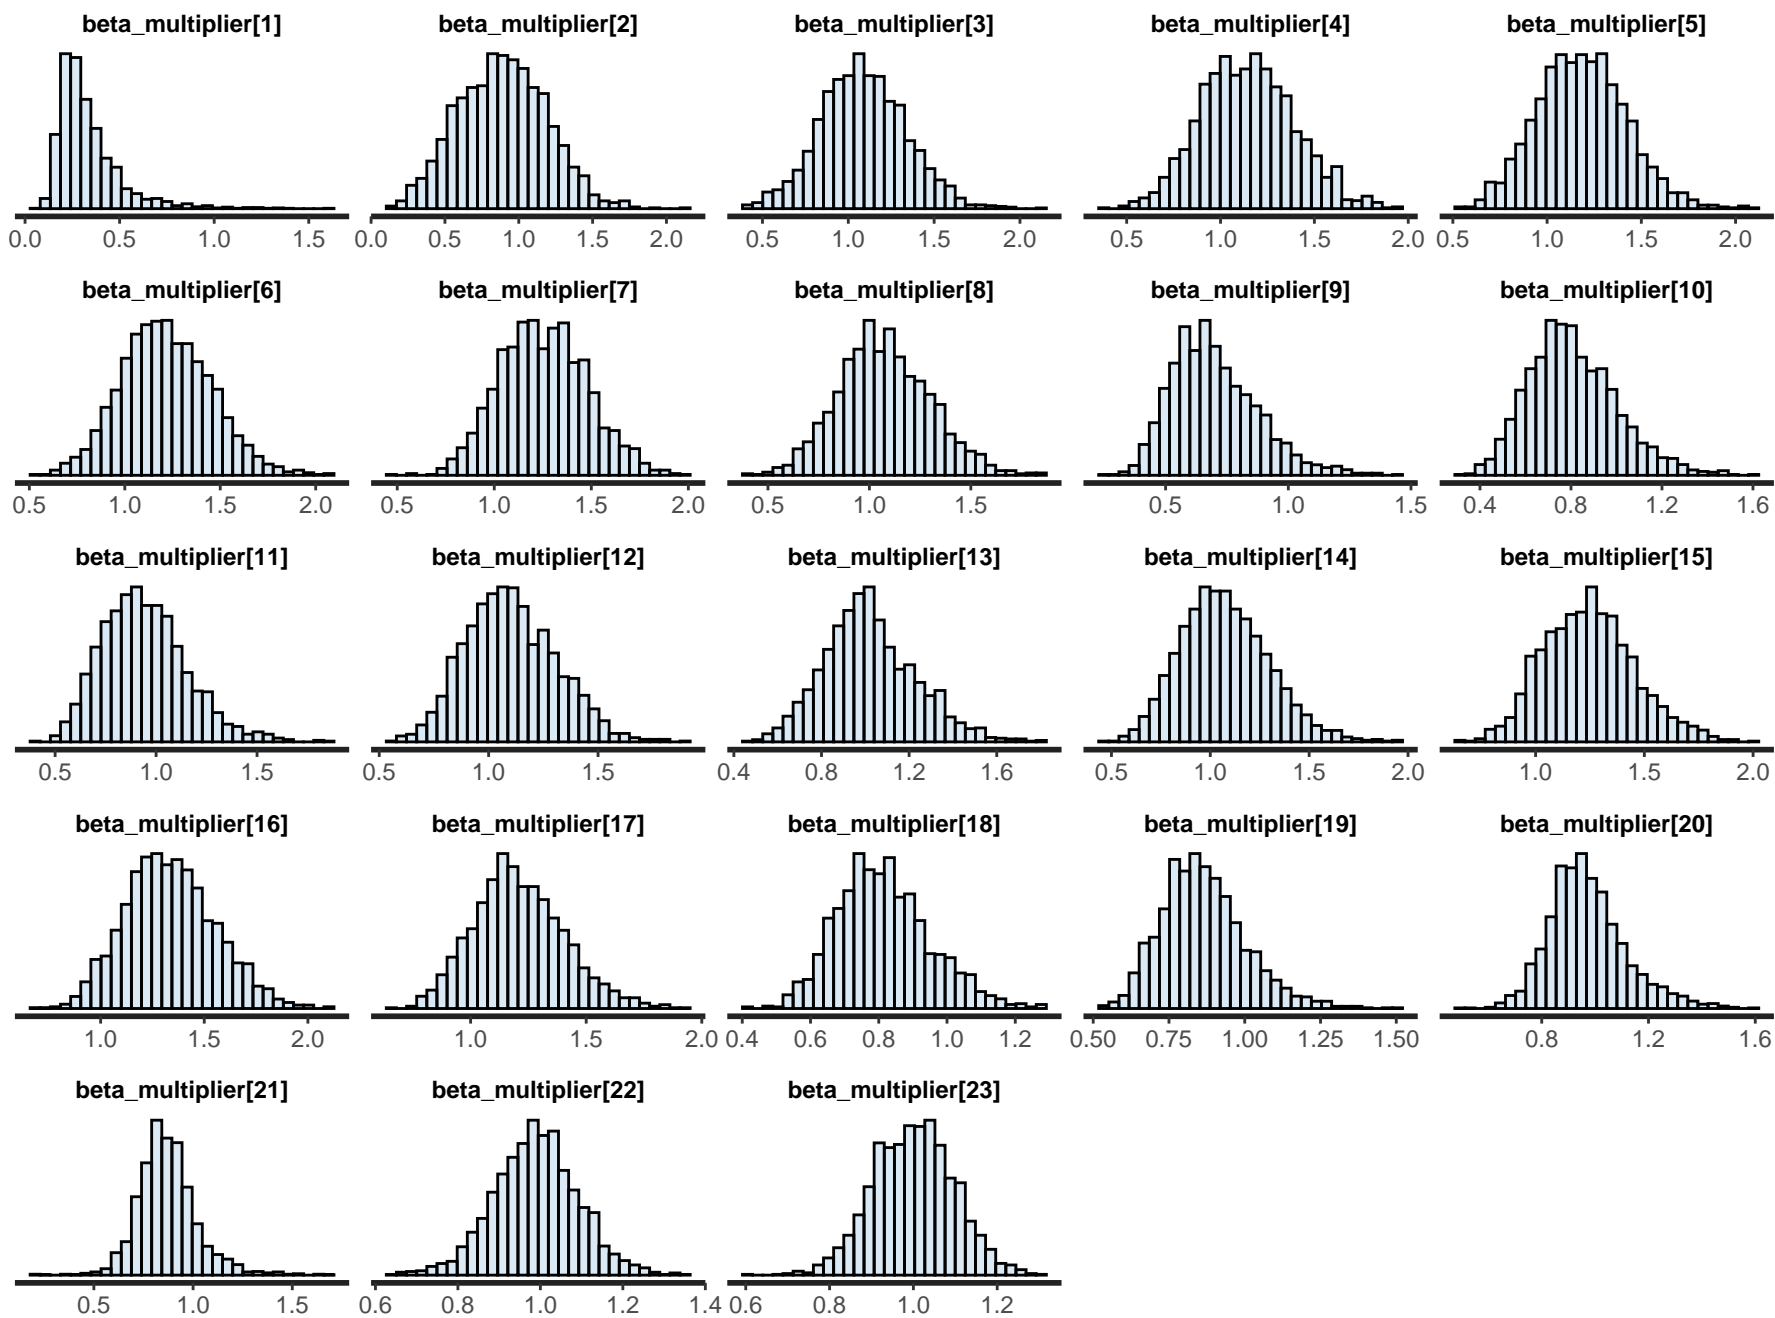 beta_multiplier[1] beta_multiplier[2] beta_multiplier[3] beta_multiplier[4] beta_multiplier[5]
0.0 0.5 1.0 1.5 0.0 0.5 1.0 1.5 2.0 0.5 1.0 1.5 2.0 0.5 1.0 1.5 2.0 0.5 1.0 1.5 2.0
beta_multiplier[6] beta_multiplier[7] beta_multiplier[8] beta_multiplier[9] beta_multiplier[10]
0.5 1.0 1.5 2.0 0.5 1.0 1.5 2.0 0.5 1.0 1.5 0.5 1.0 1.5 0.4 0.8 1.2 1.6
beta_multiplier[11] beta_multiplier[12] beta_multiplier[13] beta_multiplier[14] beta_multiplier[15]
0.5 1.0 1.5 0.5 1.0 1.5 0.4 0.8 1.2 1.6 0.5 1.0 1.5 2.0 1.0 1.5 2.0
beta_multiplier[16] beta_multiplier[17] beta_multiplier[18] beta_multiplier[19] beta_multiplier[20]
1.0 1.5 2.0 1.0 1.5 2.0 0.4 0.6 0.8 1.0 1.2 0.50 0.75 1.00 1.25 1.50 0.8 1.2 1.6
beta_multiplier[21] beta_multiplier[22] beta_multiplier[23]
0.5 1.0 1.5 0.6 0.8 1.0 1.2 1.4 0.6 0.8 1.0 1.2